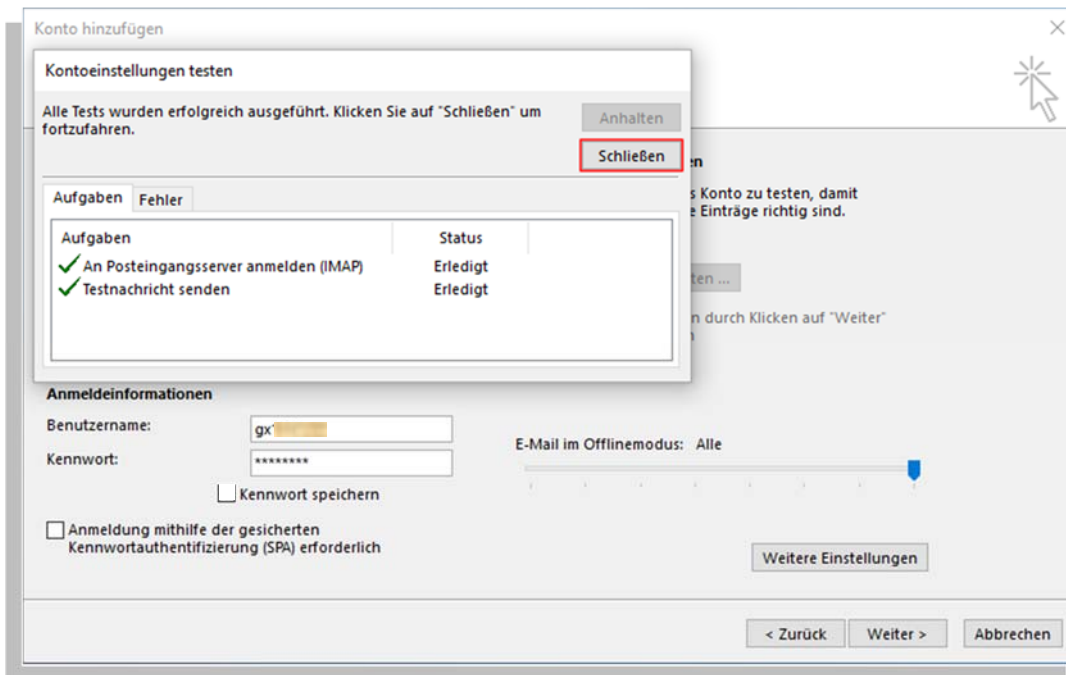 Konto hinzufügen
Kontoeinstellungen testen
Alle Tests wurden erfolgreich ausgeführt. Klicken Sie auf "Schließen" um
fortzufahren.
Anhalten
Schließen
Aufgaben Fehler
Aufgaben Status
An Posteingangsserver anmelden (IMAP) Erledigt
Testnachricht senden Erledigt
Konto zu testen, damit
Einträge richtig sind.
durch Klicken auf "Weiter"
Anmeldeinformationen
Benutzername: gx
Kennwort: ********
Kennwort speichern
E-Mail im Offlinemodus: Alle
Anmeldung mithilfe der gesicherten
Kennwortauthentifizierung (SPA) erforderlich
Weitere Einstellungen
< Zurück Weiter > Abbrechen